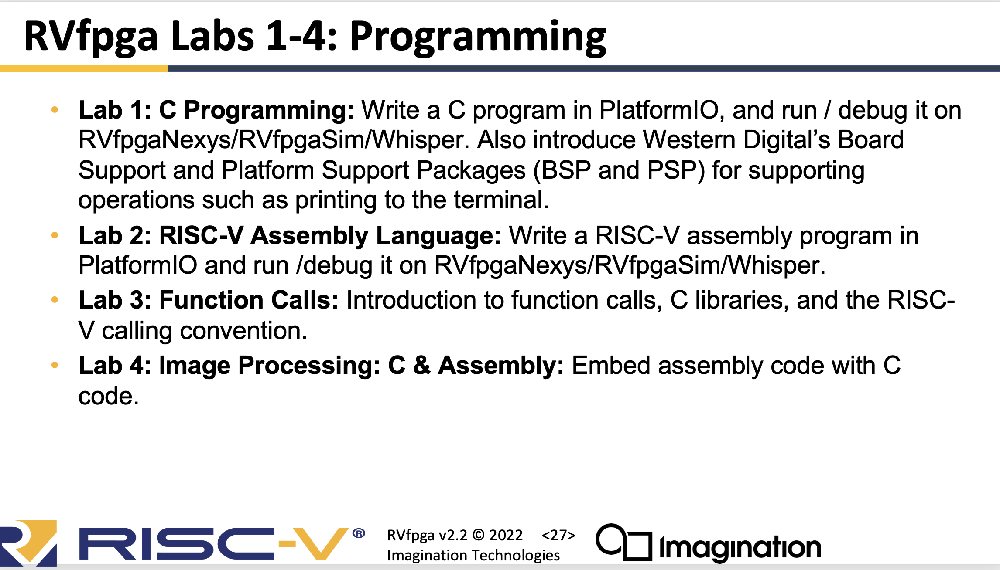 RVfpga Labs 1-4: Programming
• Lab 1: C Programming: Write a C program in PlatformIO, and run / debug it on
RVfpgaNexys/RVfpgaSim/Whisper. Also introduce Western Digital’s Board
Support and Platform Support Packages (BSP and PSP) for supporting
operations such as printing to the terminal.
• Lab 2: RISC-V Assembly Language: Write a RISC-V assembly program in
PlatformIO and run /debug it on RVfpgaNexys/RVfpgaSim/Whisper.
• Lab 3: Function Calls: Introduction to function calls, C libraries, and the RISC-
V calling convention.
• Lab 4: Image Processing: C & Assembly: Embed assembly code with C
code.
RISC-V®
RVfpga v2.2 © 2022 <27>
Imagination Technologies
Imagination